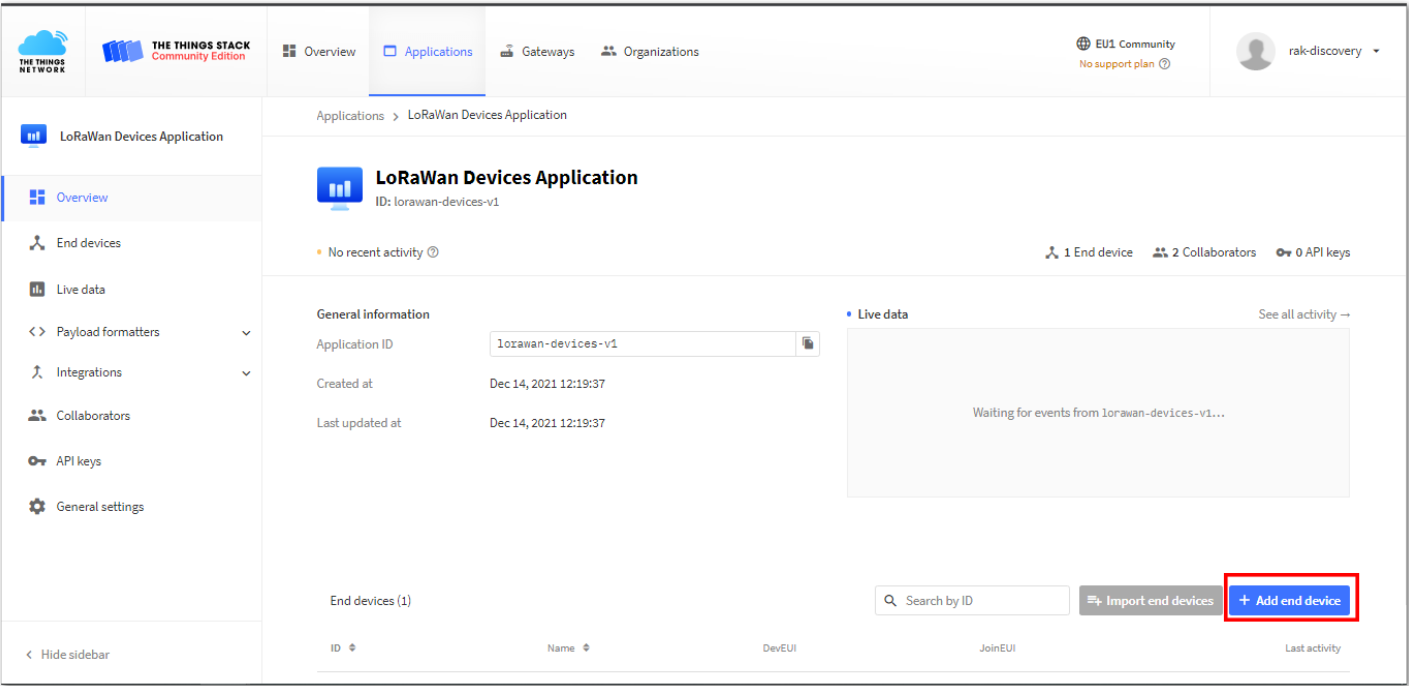 THE THINGS
NETWORK
THE THINGS STACK
Community Edition
Overview
Applications
Gateways
Organizations
EU1 Community
No support plan
rak-discovery
LoRaWan Devices Application
Overview
End devices
Live data
Payload formatters
Integrations
Collaborators
API keys
General settings
Hide sidebar
Applications > LoRaWan Devices Application
LoRaWan Devices Application
ID: lorawan-devices-v1
No recent activity
1 End device
2 Collaborators
0 API keys
General information
Application ID lorawan-devices-v1
Created at Dec 14, 2021 12:19:37
Last updated at Dec 14, 2021 12:19:37
Live data
See all activity →
Waiting for events from lorawan-devices-v1...
End devices (1)
Search by ID
Import end devices
+ Add end device
ID Name DevEUI JoinEUI Last activity